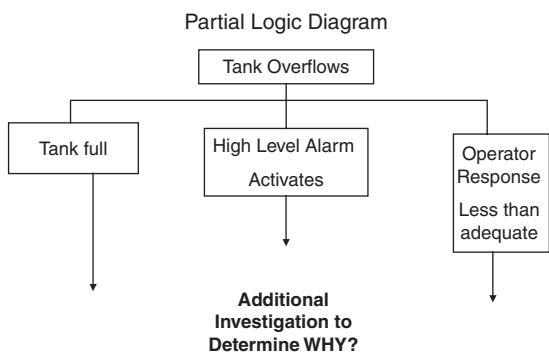 Partial Logic Diagram
Tank Overflows
Tank full
High Level Alarm
Activates
Operator
Response
Less than
adequate
Additional
Investigation to
Determine WHY?